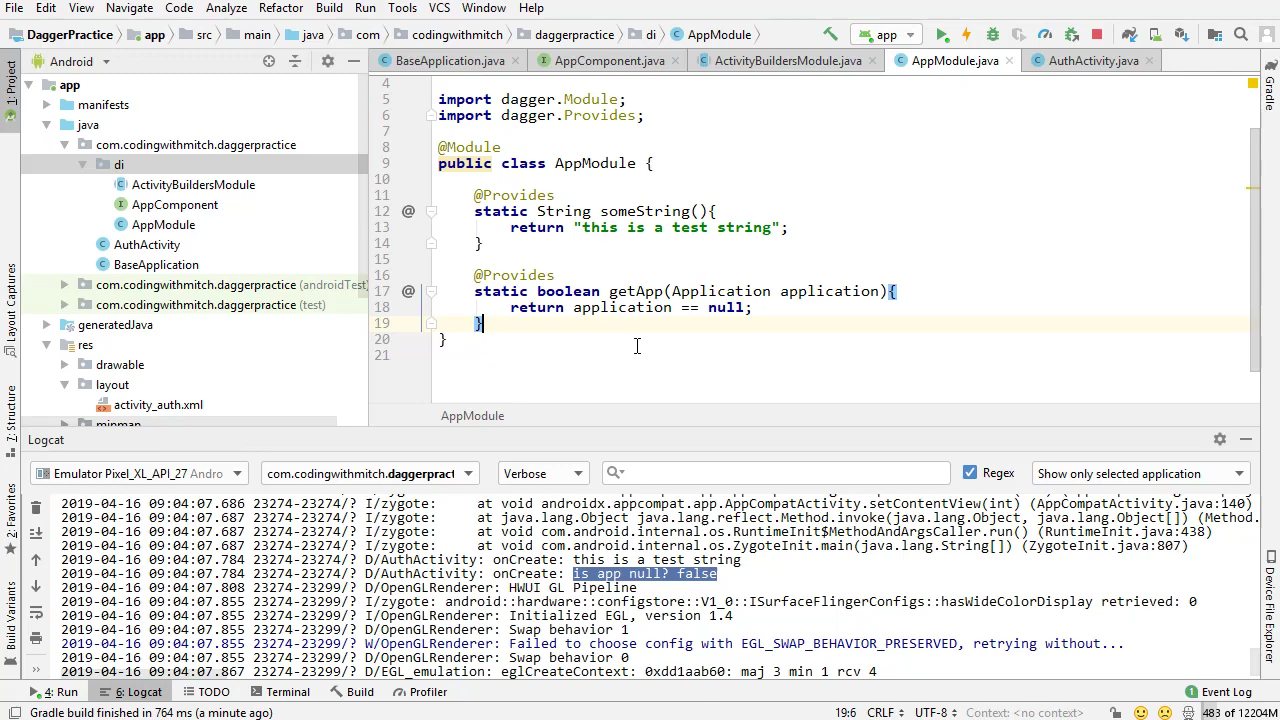 File Edit View Navigate Code Analyze Refactor Build Run Tools VCS Window Help
DaggerPractice app src main java com codingwithmitch daggerpractice di AppModule app
1: Project Android BaseApplication.java AppComponent.java ActivityBuildersModule.java AppModule.java AuthActivity.java Gradle
app
manifests
java
com.codingwithmitch.daggerpractice
di
ActivityBuildersModule
AppComponent
AppModule
AuthActivity
BaseApplication
com.codingwithmitch.daggerpractice (androidTest)
com.codingwithmitch.daggerpractice (test)
generatedJava
res
drawable
layout
activity_auth.xml
mipmap
Layout Captures
7: Structure
2: Favorites
Build Variants
4
5 import dagger.Module;
6 import dagger.Provides;
7
8 @Module
9 public class AppModule {
10
11 @Provides
12 @ static String someString(){
13 return "this is a test string";
14 }
15
16 @Provides
17 @ static boolean getApp(Application application){
18 return application == null;
19 }
20 }
21
AppModule
Logcat
Emulator Pixel_XL_API_27 Andro com.codingwithmitch.daggerpract Verbose Regex Show only selected application
2019-04-16 09:04:07.686 23274-23274/? I/zygote: at void androidx.appcompat.app.AppCompatActivity.setContentView(int) (AppCompatActivity.java:140)
2019-04-16 09:04:07.687 23274-23274/? I/zygote: at java.lang.Object java.lang.reflect.Method.invoke(java.lang.Object, java.lang.Object[]) (Method.
2019-04-16 09:04:07.687 23274-23274/? I/zygote: at void com.android.internal.os.RuntimeInit$MethodAndArgsCaller.run() (RuntimeInit.java:438)
2019-04-16 09:04:07.687 23274-23274/? I/zygote: at void com.android.internal.os.ZygoteInit.main(java.lang.String[]) (ZygoteInit.java:807)
2019-04-16 09:04:07.784 23274-23274/? D/AuthActivity: onCreate: this is a test string
2019-04-16 09:04:07.784 23274-23274/? D/AuthActivity: onCreate: is app null? false
2019-04-16 09:04:07.805 23274-23299/? D/OpenGLRenderer: HWUI GL Pipeline
2019-04-16 09:04:07.855 23274-23299/? I/zygote: android::hardware::configstore::V1_0::ISurfaceFlingerConfigs::hasWideColorDisplay retrieved: 0
2019-04-16 09:04:07.855 23274-23299/? I/OpenGLRenderer: Initialized EGL, version 1.4
2019-04-16 09:04:07.855 23274-23299/? D/OpenGLRenderer: Swap behavior 1
2019-04-16 09:04:07.855 23274-23299/? W/OpenGLRenderer: Failed to choose config with EGL_SWAP_BEHAVIOR_PRESERVED, retrying without...
2019-04-16 09:04:07.855 23274-23299/? D/OpenGLRenderer: Swap behavior 0
2019-04-16 09:04:07.867 23274-23299/? D/EGL_emulation: eglCreateContext: 0xdd1aab60: maj 3 min 1 rcv 4
Device File Explorer
4: Run 6: Logcat TODO Terminal Build Profiler 1 Event Log
Gradle build finished in 764 ms (a minute ago) 19:6 CRLF UTF-8 Context: <no context> 483 of 12204M